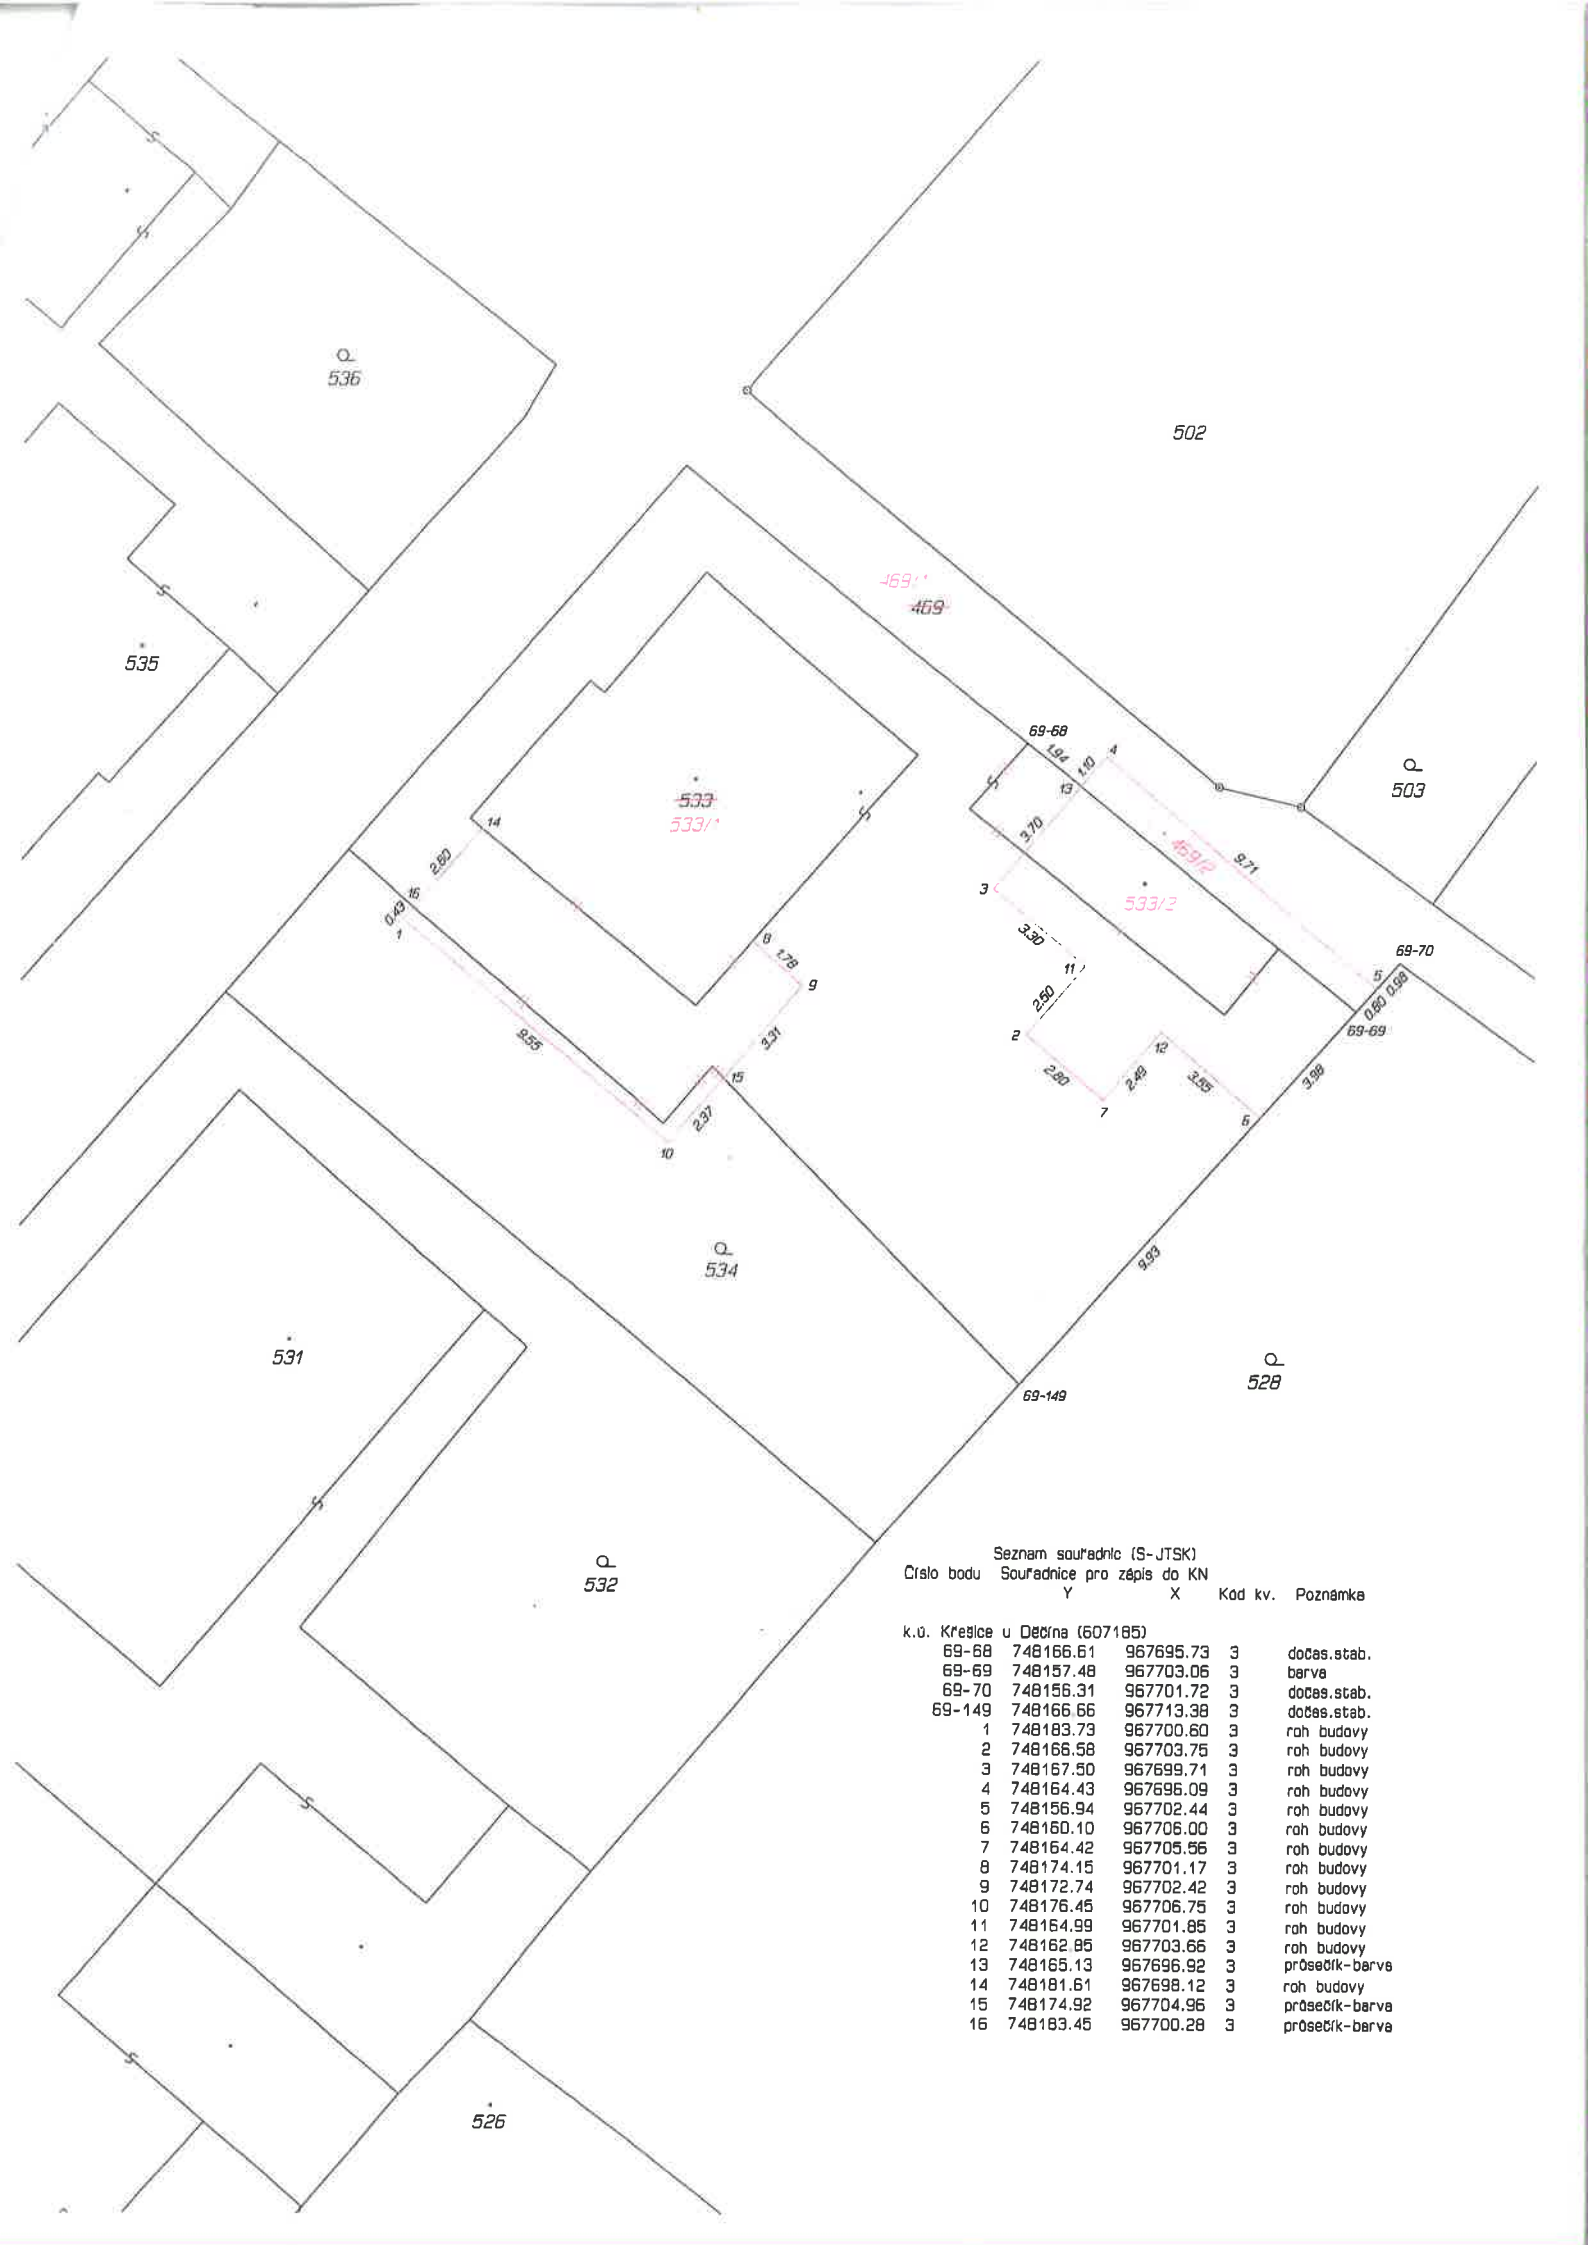 536
502
469/1
469
535
69-68
1.94
1.10
4
13
503
533
533/1
14
3.70
9.71
469/2
2.60
16
0.43
1
3
533/2
3.30
8
1.78
9
11
69-70
5
0.98
0.80
2.50
69-69
9.55
3.31
2
12
15
3.98
2.80
2.49
3.55
2.37
7
6
10
534
9.93
531
528
69-149
532
526
Seznam souřadnic (S-JTSK)
Číslo bodu Souřadnice pro zápis do KN
Y X Kód kv. Poznámka
k.ú. Křešice u Děčína (607185)
69-68 748166.61 967695.73 3 dočas.stab.
69-69 748157.48 967703.06 3 barva
69-70 748156.31 967701.72 3 dočas.stab.
69-149 748166.66 967713.38 3 dočas.stab.
1 748183.73 967700.60 3 roh budovy
2 748166.58 967703.75 3 roh budovy
3 748167.50 967699.71 3 roh budovy
4 748164.43 967696.09 3 roh budovy
5 748156.94 967702.44 3 roh budovy
6 748160.10 967706.00 3 roh budovy
7 748164.42 967705.56 3 roh budovy
8 748174.15 967701.17 3 roh budovy
9 748172.74 967702.42 3 roh budovy
10 748176.45 967706.75 3 roh budovy
11 748164.99 967701.85 3 roh budovy
12 748162.85 967703.66 3 roh budovy
13 748165.13 967696.92 3 průsečík-barva
14 748181.61 967698.12 3 roh budovy
15 748174.92 967704.96 3 průsečík-barva
16 748183.45 967700.28 3 průsečík-barva